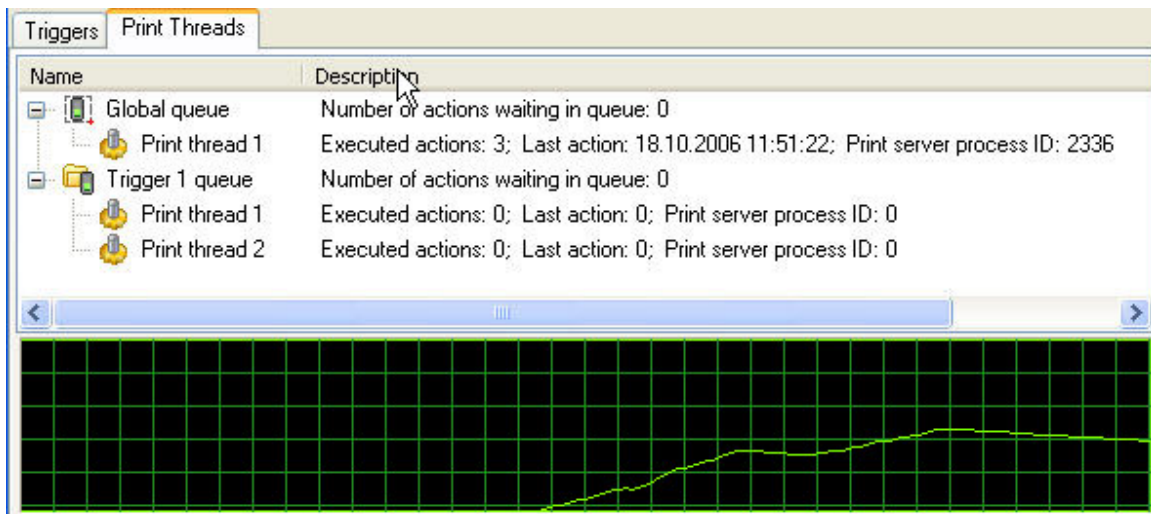 Triggers Print Threads
Name Description
Global queue Number of actions waiting in queue: 0
Print thread 1 Executed actions: 3; Last action: 18.10.2006 11:51:22; Print server process ID: 2336
Trigger 1 queue Number of actions waiting in queue: 0
Print thread 1 Executed actions: 0; Last action: 0; Print server process ID: 0
Print thread 2 Executed actions: 0; Last action: 0; Print server process ID: 0